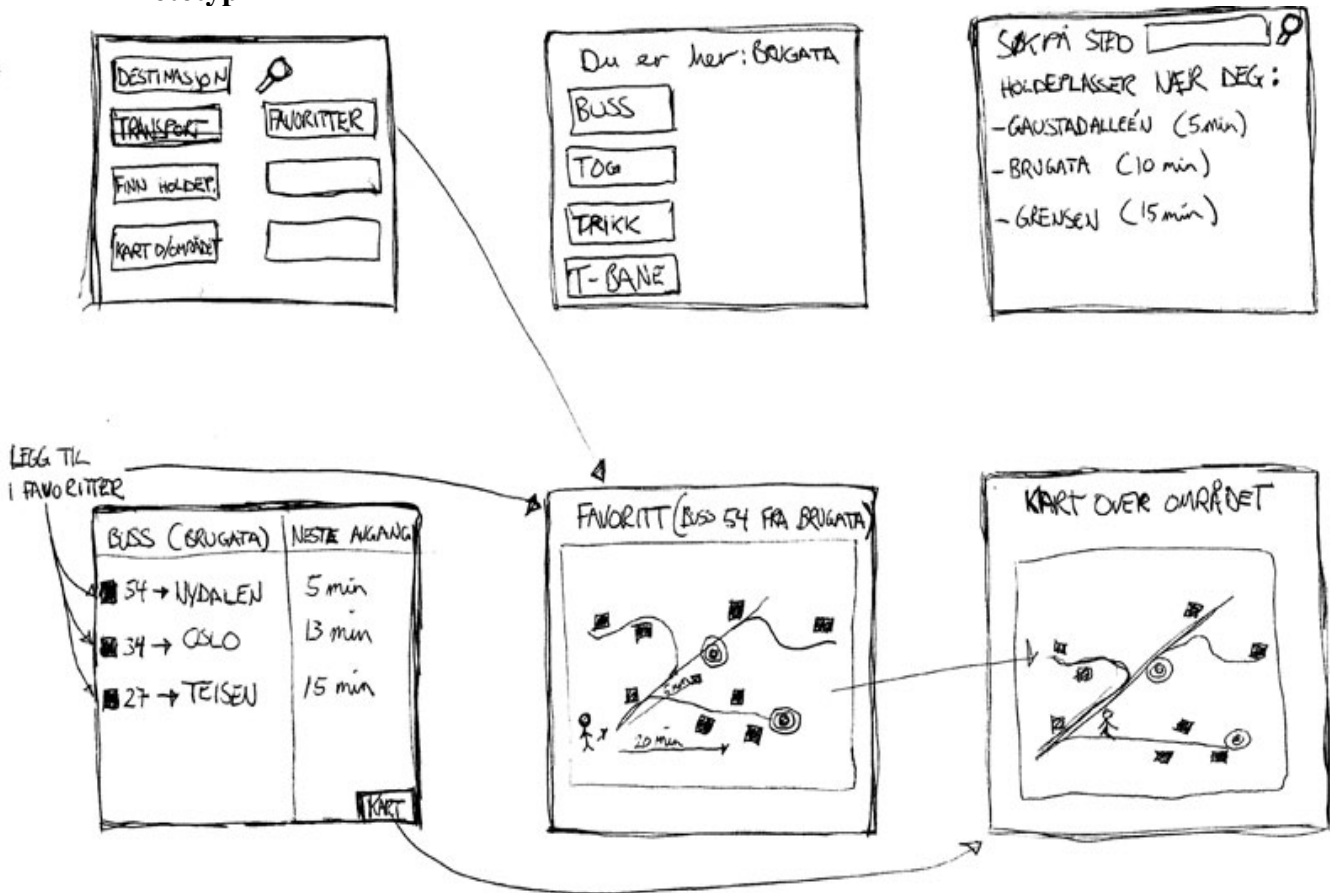 DESTINASJON
TRANSPORT
FAVORITTER
FINN HOLDEP.
KART O/OMRÅDET
Du er her: BRUGATA
BUSS
TOG
TRIKK
T-BANE
SØK PÅ STED
HOLDEPLASSER NÆR DEG:
-GAUSTADALLEÉN (5 min)
-BRUGATA (10 min)
-GRENSEN (15 min)
LEGG TIL
I FAVORITTER
BUSS (BRUGATA) NESTE AVGANG
54 → NYDALEN 5 min
34 → OSLO 13 min
27 → TEISEN 15 min
KART
FAVORITT (BUSS 54 FRA BRUGATA)
5 min
20 min
KART OVER OMRÅDET